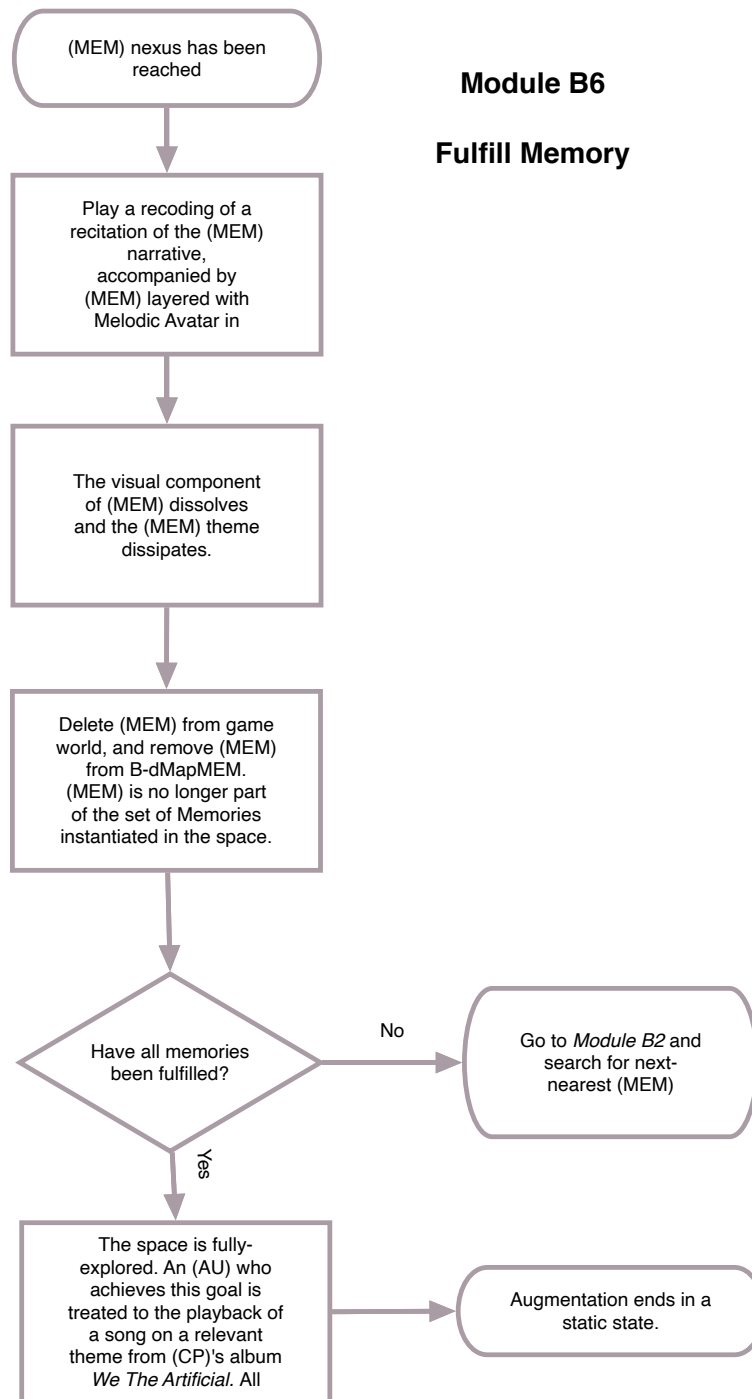 (MEM) nexus has been
reached
Module B6
Fulfill Memory
Play a recoding of a
recitation of the (MEM)
narrative,
accompanied by
(MEM) layered with
Melodic Avatar in
The visual component
of (MEM) dissolves
and the (MEM) theme
dissipates.
Delete (MEM) from game
world, and remove (MEM)
from B-dMapMEM.
(MEM) is no longer part
of the set of Memories
instantiated in the space.
Have all memories
been fulfilled?
No
Go to Module B2 and
search for next-
nearest (MEM)
Yes
The space is fully-
explored. An (AU) who
achieves this goal is
treated to the playback of
a song on a relevant
theme from (CP)'s album
We The Artificial. All
Augmentation ends in a
static state.